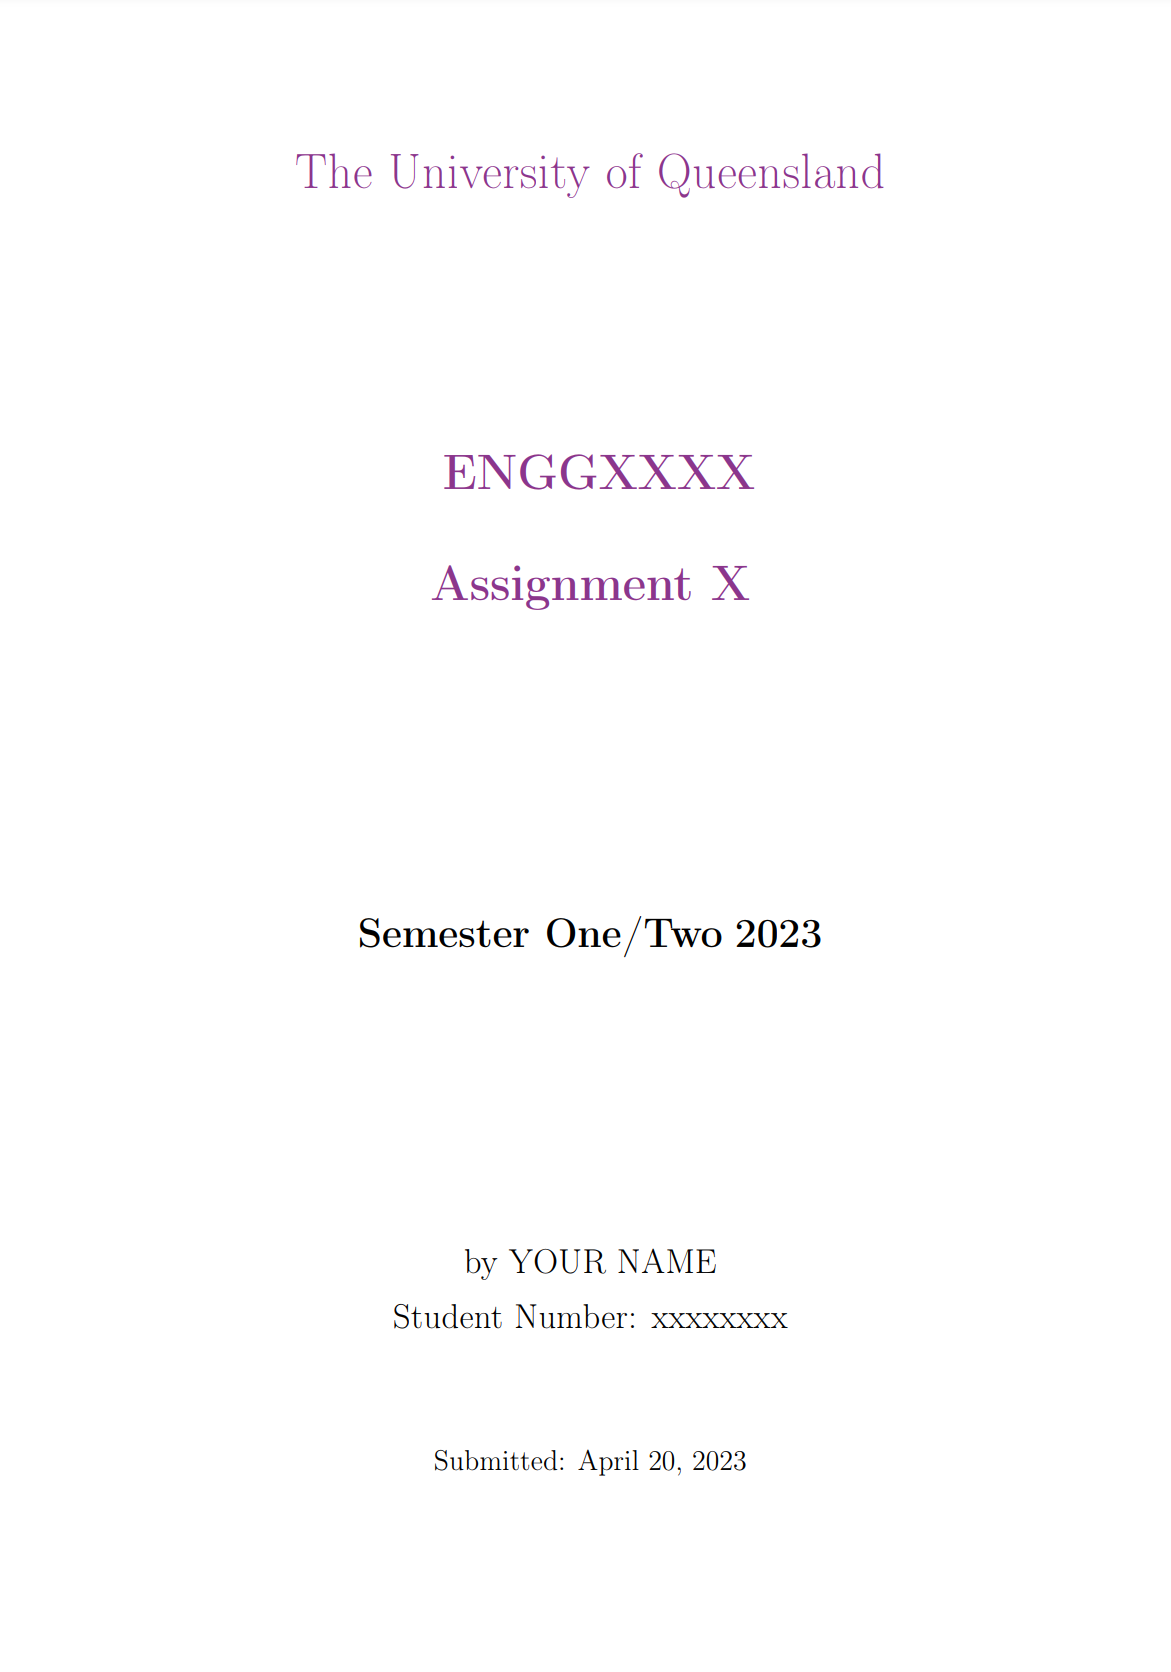 The University of Queensland
ENGGXXXX
Assignment X
Semester One/Two 2023
by YOUR NAME
Student Number: xxxxxxxx
Submitted: April 20, 2023